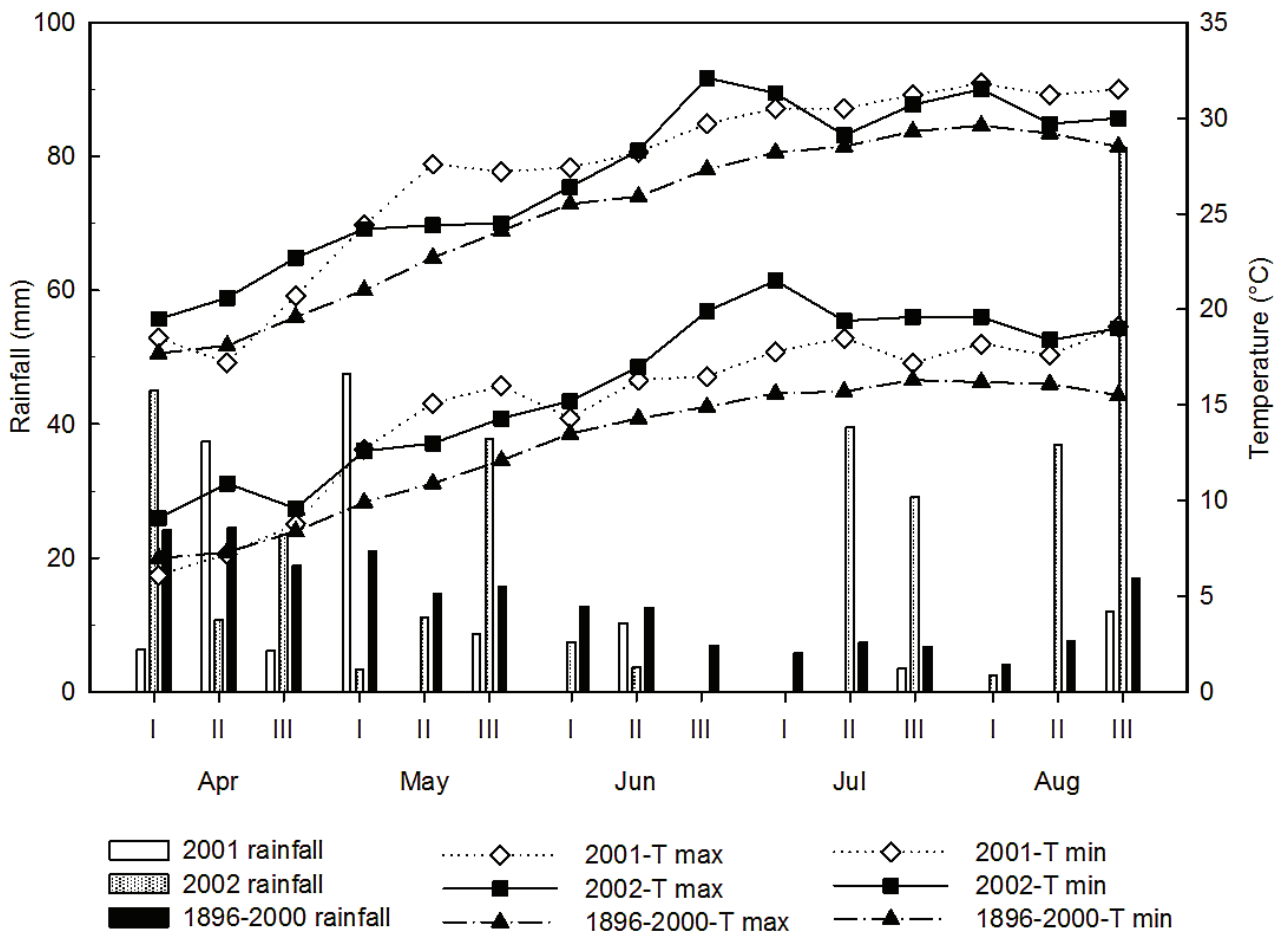 100
80
60
40
20
0
Rainfall (mm)
35
30
25
20
15
10
5
0
Temperature (°C)
I II III I II III I II III I II III I II III
Apr May Jun Jul Aug
2001 rainfall 2001-T max 2001-T min
2002 rainfall 2002-T max 2002-T min
1896-2000 rainfall 1896-2000-T max 1896-2000-T min